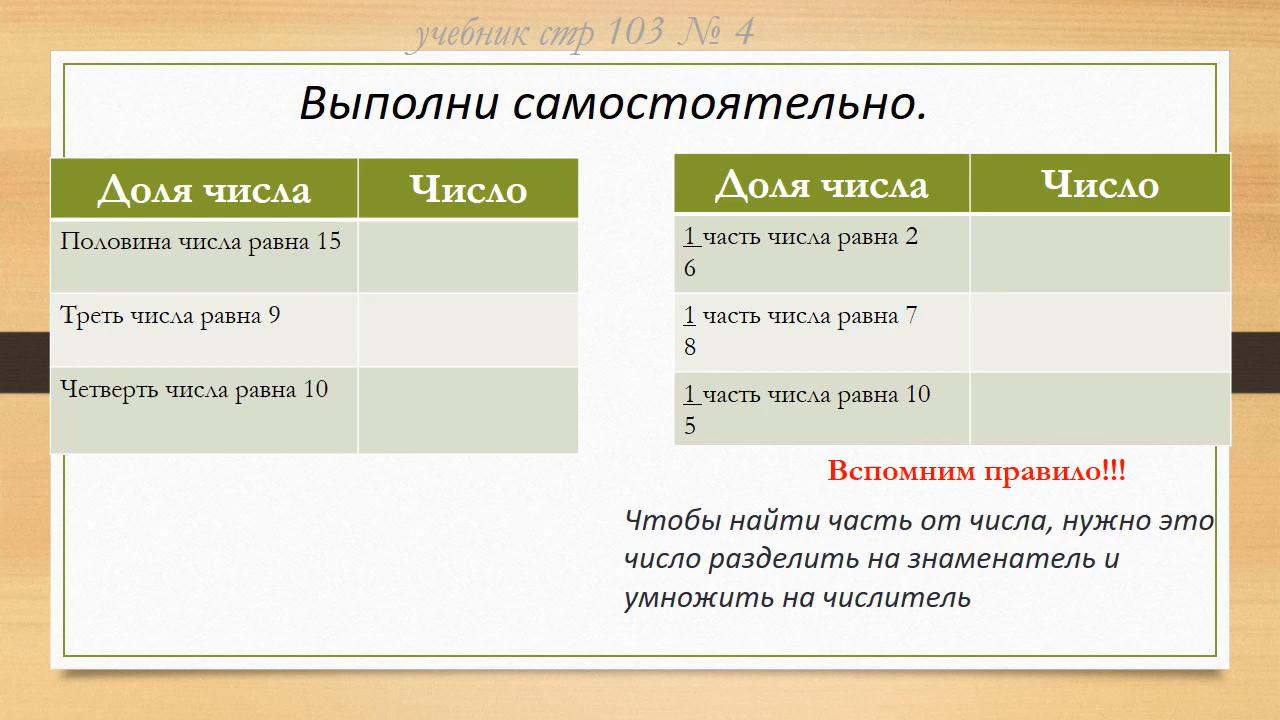 учебник стр 103 № 4
Выполни самостоятельно.
Доля числа Число
Половина числа равна 15
Треть числа равна 9
Четверть числа равна 10
Доля числа Число
1 часть числа равна 2
6
1 часть числа равна 7
8
1 часть числа равна 10
5
Вспомним правило!!!
Чтобы найти часть от числа, нужно это
число разделить на знаменатель и
умножить на числитель